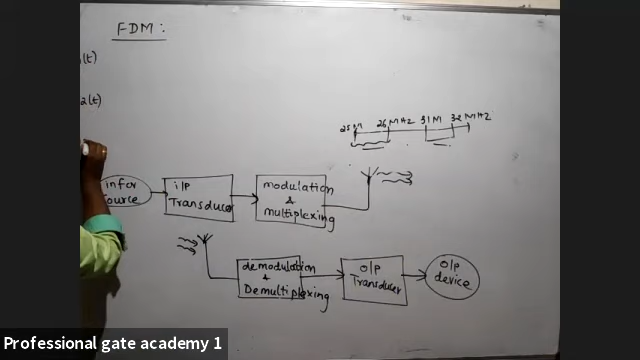 FDM:
1(t)
2(t)
25M 26MHz 31M 32MHz
infor
source
i/p
Transducer
modulation
&
multiplexing
demodulation
&
Demultiplexing
o/p
Transducer
o/p
device
Professional gate academy 1